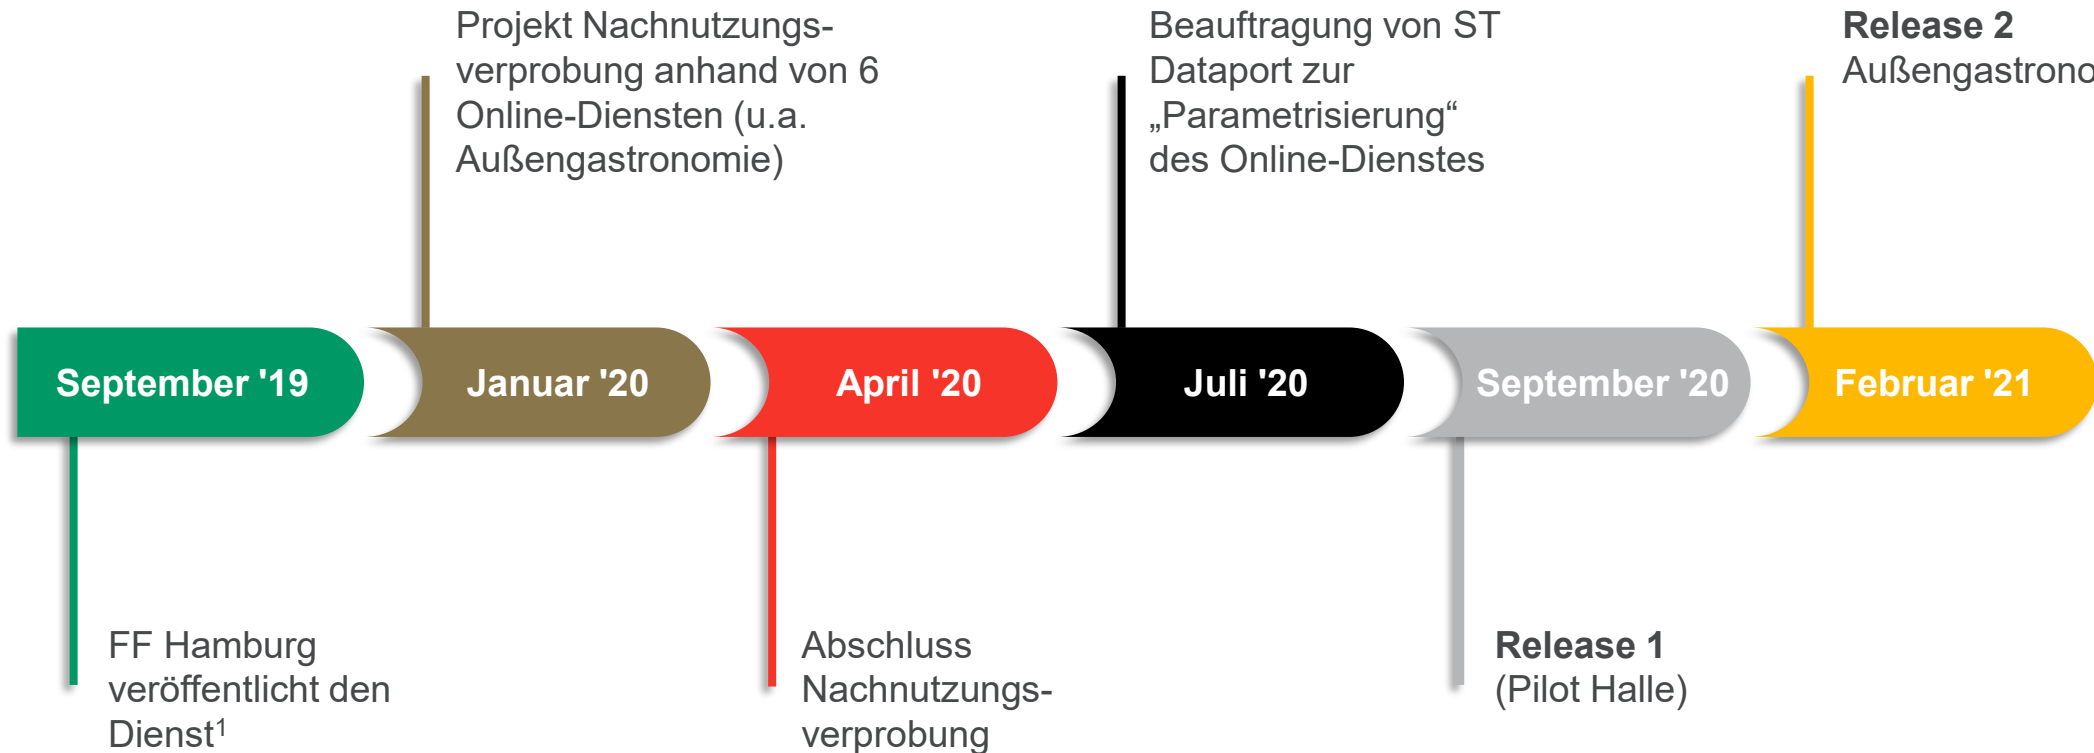 Projekt Nachnutzungs-
verprobung anhand von 6
Online-Diensten (u.a.
Außengastronomie)
Beauftragung von ST
Dataport zur
„Parametrisierung“
des Online-Dienstes
Release 2
Außengastrono
September '19
Januar '20
April '20
Juli '20
September '20
Februar '21
FF Hamburg
veröffentlicht den
Dienst¹
Abschluss
Nachnutzungs-
verprobung
Release 1
(Pilot Halle)